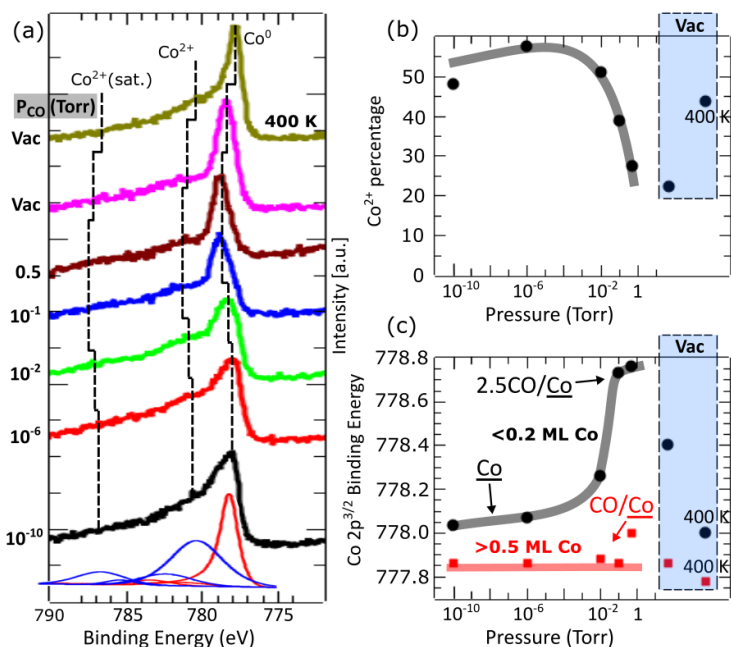 (a)
Co⁰
Co²⁺
Co²⁺(sat.)
P_CO (Torr)
Vac
400 K
Vac
0.5
10⁻¹
10⁻²
10⁻⁶
10⁻¹⁰
790 785 780 775
Binding Energy (eV)
Intensity [a.u.]
(b)
Vac
50
40
30
20
10
0
Co²⁺ percentage
400 K
10⁻¹⁰ 10⁻⁶ 10⁻² 1
Pressure (Torr)
(c)
Vac
778.8
778.6
778.4
778.2
778.0
777.8
Co 2p³ᐟ² Binding Energy
2.5CO/Co
<0.2 ML Co
Co
CO/Co
>0.5 ML Co
400 K
400 K
10⁻¹⁰ 10⁻⁶ 10⁻² 1
Pressure (Torr)